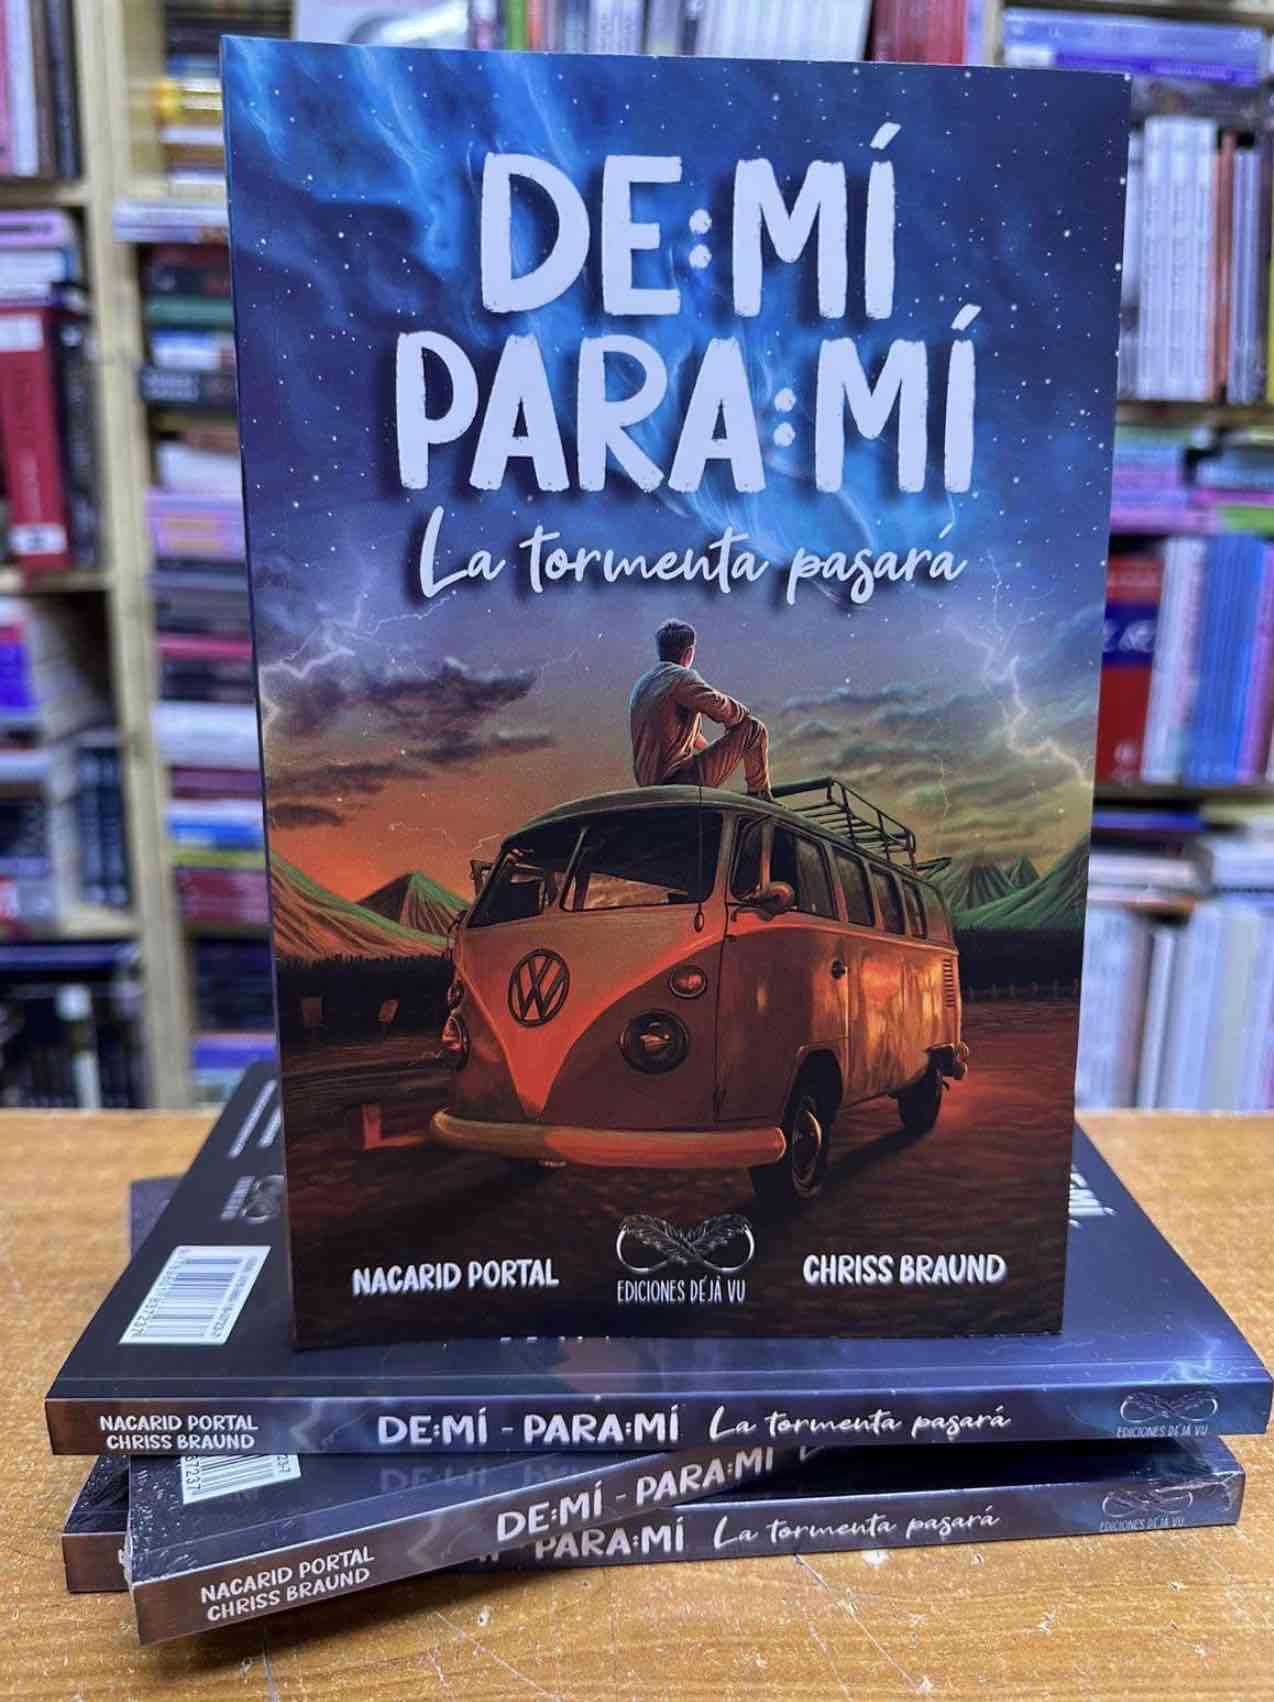 DE:MÍ
PARA:MÍ
La tormenta pasará
NACARID PORTAL
EDICIONES DÉJÀ VU
CHRISS BRAUND
NACARID PORTAL
CHRISS BRAUND
DE:MÍ - PARA:MÍ La tormenta pasará
EDICIONES DÉJÀ VU
DE:MÍ - PARA:MÍ
NACARID PORTAL
CHRISS BRAUND
PARA:MÍ La tormenta pasará
EDICIONES DÉJÀ VU